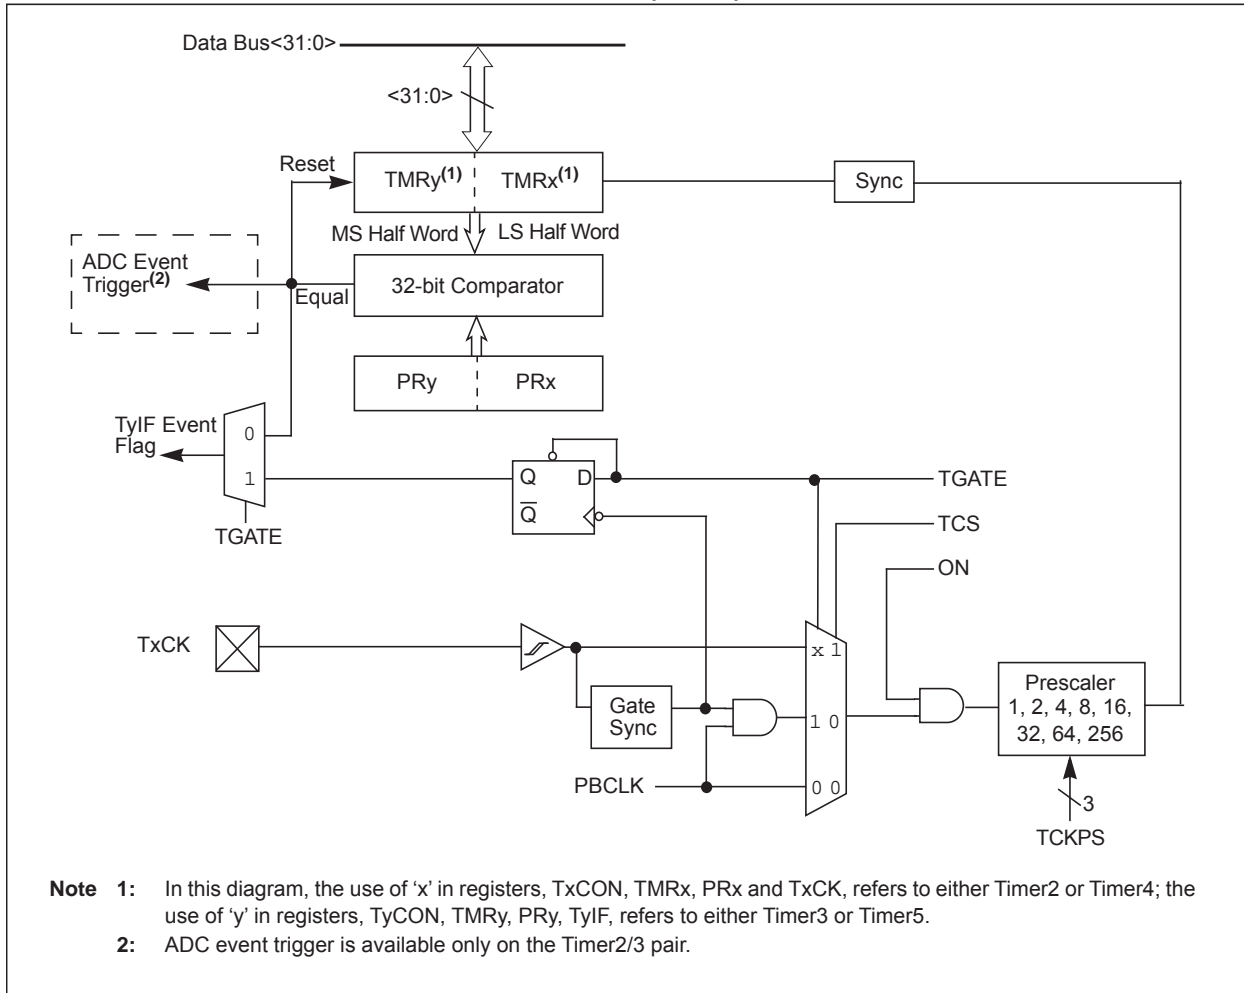 Data Bus<31:0>
<31:0>
Reset
TMRy(1) TMRx(1)
Sync
MS Half Word LS Half Word
ADC Event
Trigger(2)
Equal
32-bit Comparator
PRy PRx
TyIF Event
Flag
0
1
TGATE
Q D
Q
TGATE
TCS
ON
TxCK
x 1
Gate
Sync
1 0
Prescaler
1, 2, 4, 8, 16,
32, 64, 256
PBCLK
0 0
3
TCKPS
Note 1: In this diagram, the use of ‘x’ in registers, TxCON, TMRx, PRx and TxCK, refers to either Timer2 or Timer4; the
use of ‘y’ in registers, TyCON, TMRy, PRy, TyIF, refers to either Timer3 or Timer5.
2: ADC event trigger is available only on the Timer2/3 pair.